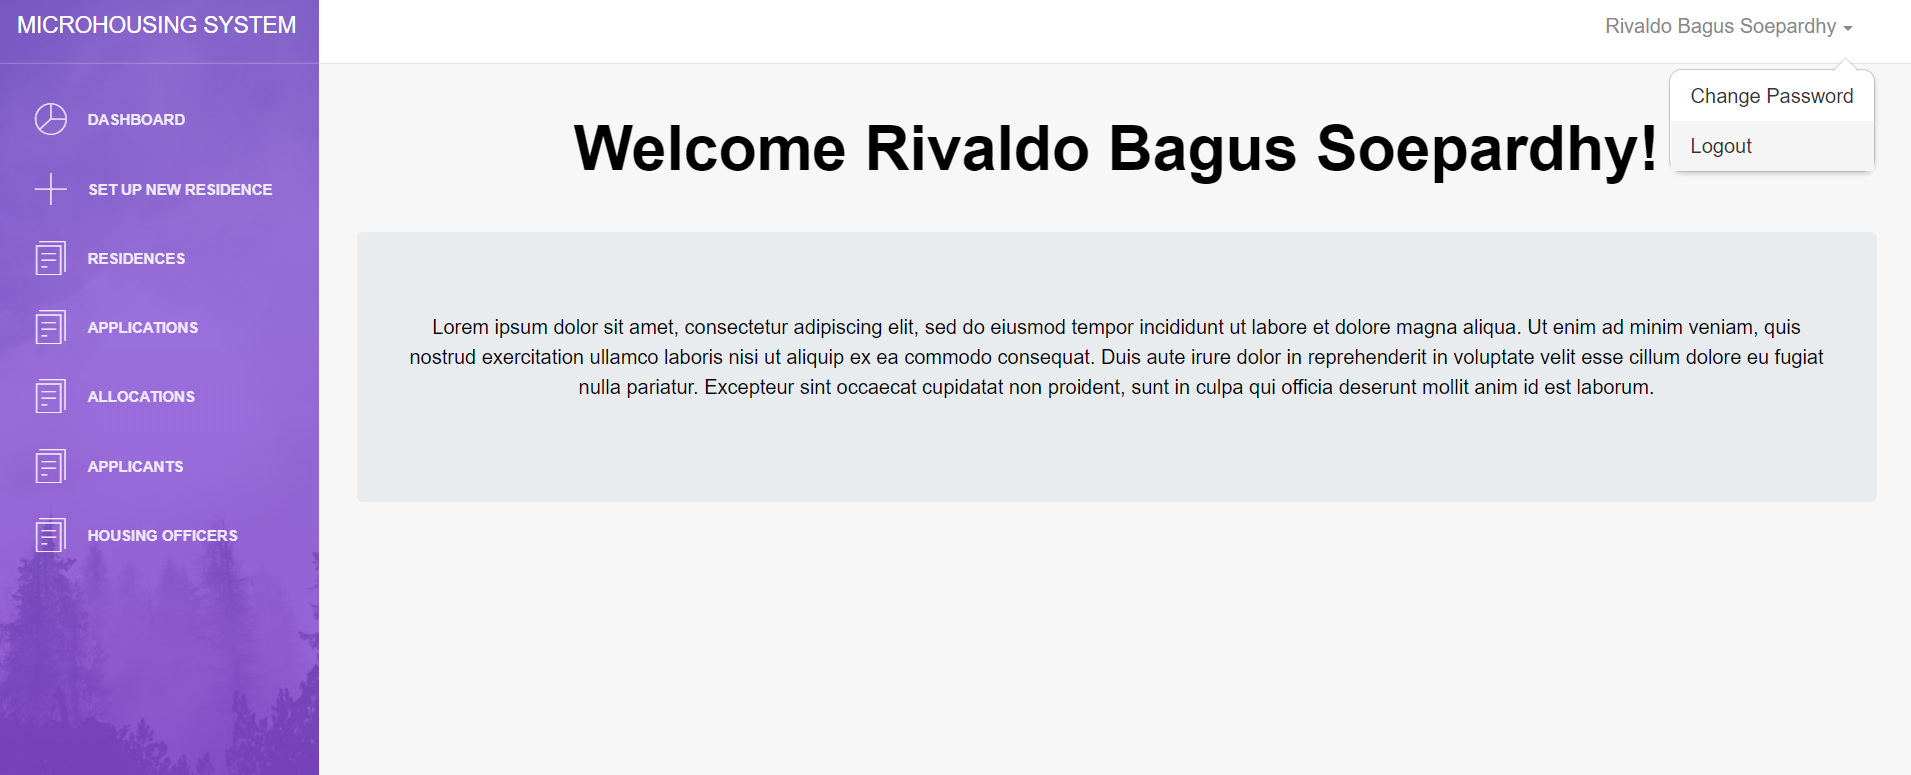 MICROHOUSING SYSTEM
Rivaldo Bagus Soepardhy
Change Password
Logout
DASHBOARD
SET UP NEW RESIDENCE
RESIDENCES
APPLICATIONS
ALLOCATIONS
APPLICANTS
HOUSING OFFICERS
Welcome Rivaldo Bagus Soepardhy!
Lorem ipsum dolor sit amet, consectetur adipiscing elit, sed do eiusmod tempor incididunt ut labore et dolore magna aliqua. Ut enim ad minim veniam, quis
nostrud exercitation ullamco laboris nisi ut aliquip ex ea commodo consequat. Duis aute irure dolor in reprehenderit in voluptate velit esse cillum dolore eu fugiat
nulla pariatur. Excepteur sint occaecat cupidatat non proident, sunt in culpa qui officia deserunt mollit anim id est laborum.